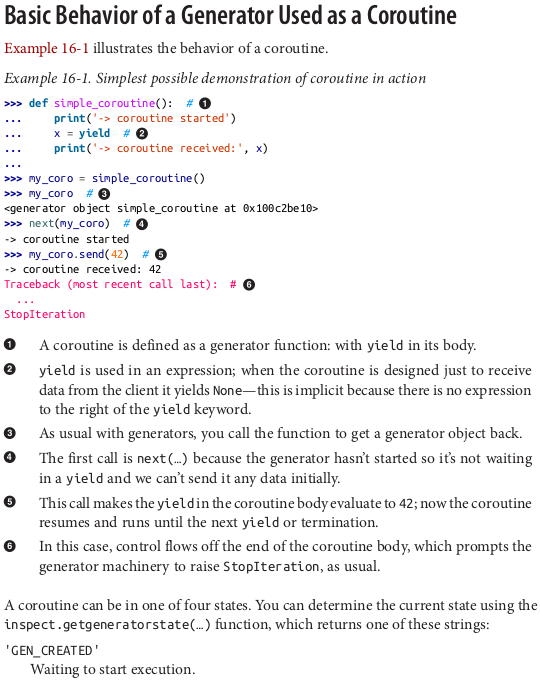 Basic Behavior of a Generator Used as a Coroutine
Example 16-1 illustrates the behavior of a coroutine.
Example 16-1. Simplest possible demonstration of coroutine in action
>>> def simple_coroutine():  # ❶
...     print('-> coroutine started')
...     x = yield  # ❷
...     print('-> coroutine received:', x)
...
>>> my_coro = simple_coroutine()
>>> my_coro  # ❸
<generator object simple_coroutine at 0x100c2be10>
>>> next(my_coro)  # ❹
-> coroutine started
>>> my_coro.send(42)  # ❺
-> coroutine received: 42
Traceback (most recent call last):  # ❻
  ...
StopIteration
❶ A coroutine is defined as a generator function: with yield in its body.
❷ yield is used in an expression; when the coroutine is designed just to receive
data from the client it yields None—this is implicit because there is no expression
to the right of the yield keyword.
❸ As usual with generators, you call the function to get a generator object back.
❹ The first call is next(…) because the generator hasn't started so it's not waiting
in a yield and we can't send it any data initially.
❺ This call makes the yield in the coroutine body evaluate to 42; now the coroutine
resumes and runs until the next yield or termination.
❻ In this case, control flows off the end of the coroutine body, which prompts the
generator machinery to raise StopIteration, as usual.
A coroutine can be in one of four states. You can determine the current state using the
inspect.getgeneratorstate(…) function, which returns one of these strings:
'GEN_CREATED'
Waiting to start execution.